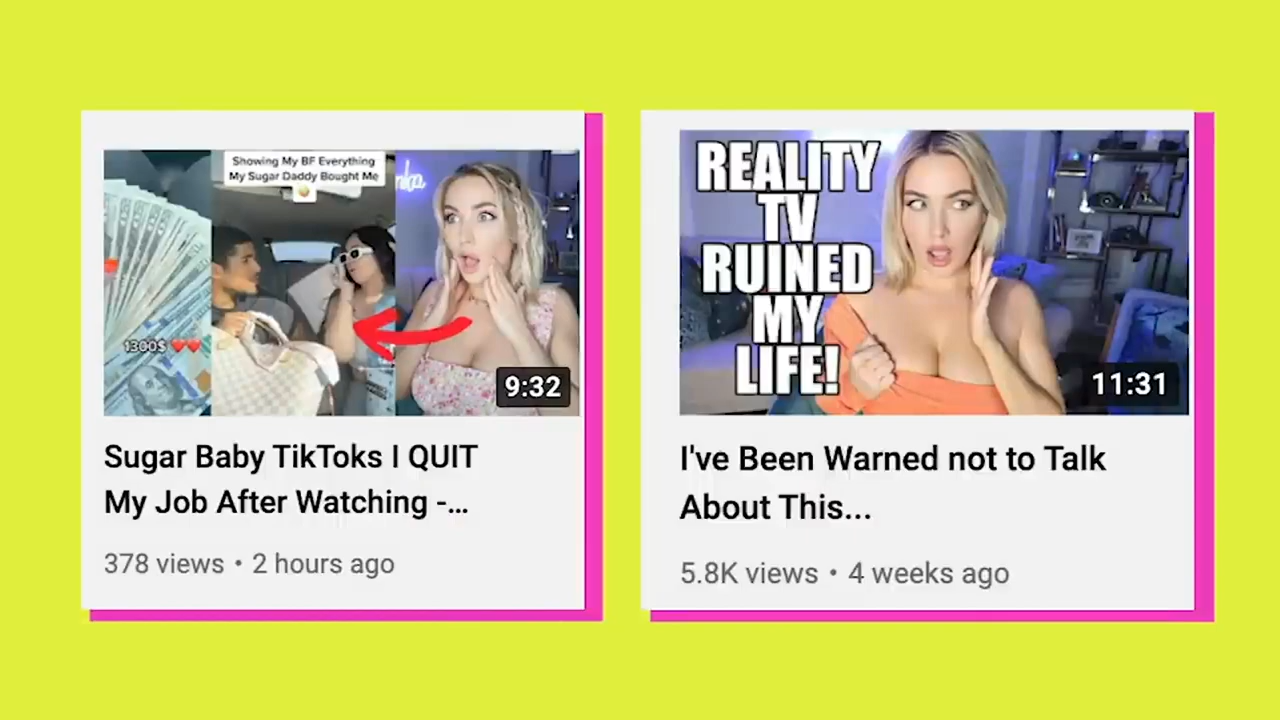 Showing My BF Everything
My Sugar Daddy Bought Me
1300$
9:32
Sugar Baby TikToks I QUIT
My Job After Watching -...
378 views • 2 hours ago
REALITY
TV
RUINED
MY
LIFE!
11:31
I've Been Warned not to Talk
About This...
5.8K views • 4 weeks ago